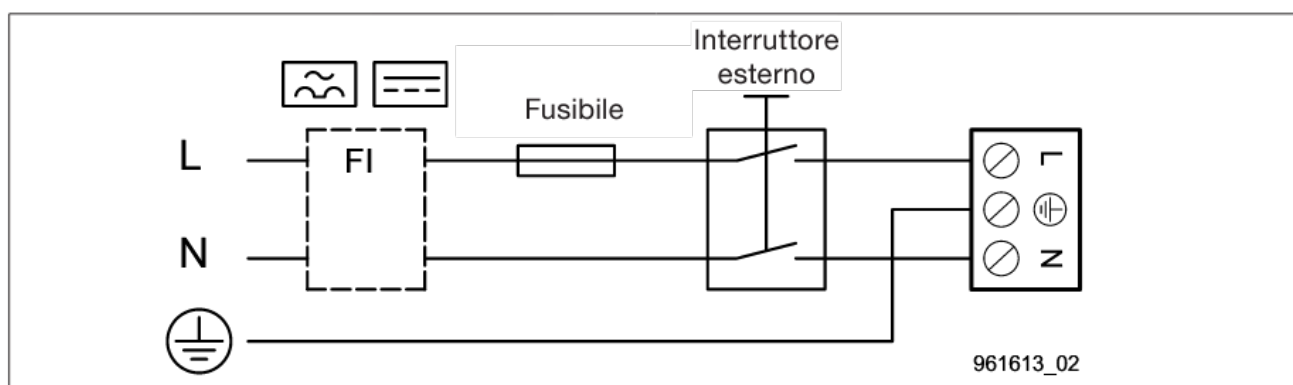 Interruttore
esterno
Fusibile
L
FI
L
N
N
961613_02